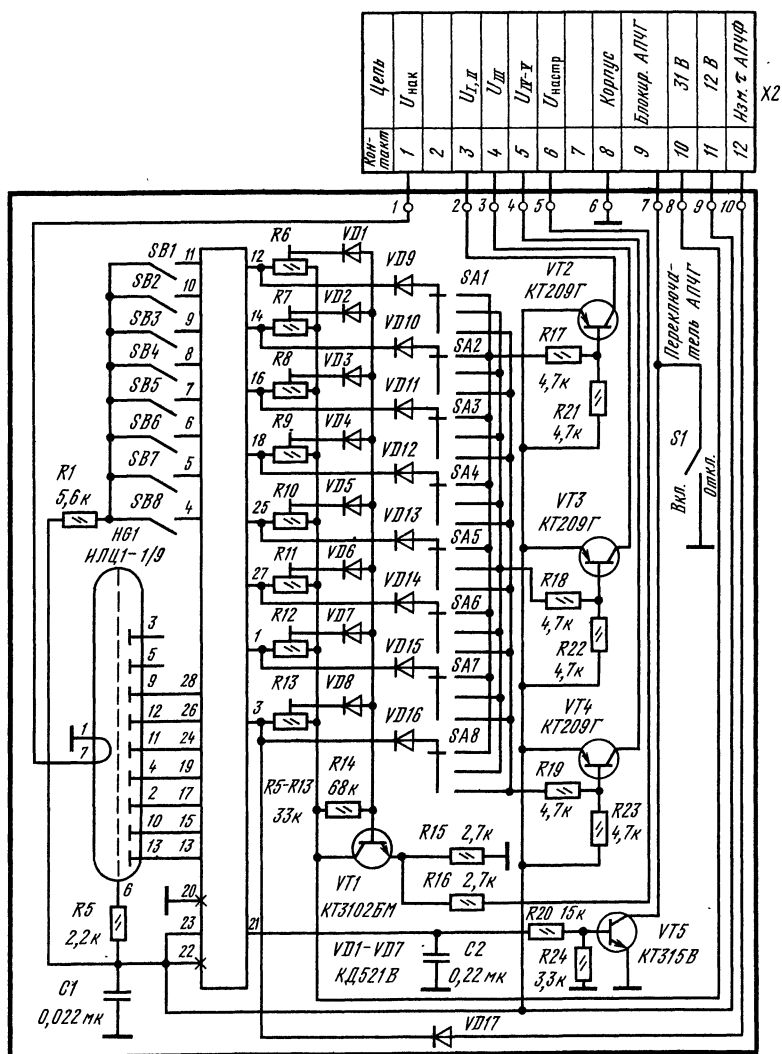 Кон-такт
Цепь
1
Uнак
2
3
UI,II
4
UIII
5
UIV-V
6
Uнастр
7
8
Корпус
9
Блокир. АПЧГ
10
31 В
11
12 В
12
Изм. τ АПЧФ
X2
1
2
3
4
5
6
7
8
9
10
SB1
11
SB2
10
SB3
9
SB4
8
SB5
7
SB6
6
SB7
5
SB8
4
R1
5,6к
HG1
ИЛЦ1-1/9
3
5
9
28
12
26
1
7
11
24
4
19
2
17
10
15
13
13
6
R5
2,2к
20
23
22
C1
0,022 мк
12
R6
VD1
VD9
SA1
14
R7
VD2
VD10
SA2
16
R8
VD3
VD11
SA3
18
R9
VD4
VD12
SA4
25
R10
VD5
VD13
SA5
27
R11
VD6
VD14
SA6
1
R12
VD7
VD15
SA7
3
R13
VD8
VD16
SA8
R5-R13
33к
R14
68к
VT1
КТ3102БМ
R15
2,7к
R16
2,7к
VT2
КТ209Г
R17
4,7к
R21
4,7к
VT3
КТ209Г
R18
4,7к
R22
4,7к
VT4
КТ209Г
R19
4,7к
R23
4,7к
Переключа-
тель АПЧГ
S1
Вкл.
Откл.
21
VD1-VD7
КД521В
C2
0,22 мк
R20 15к
R24
3,3к
VT5
КТ315В
VD17